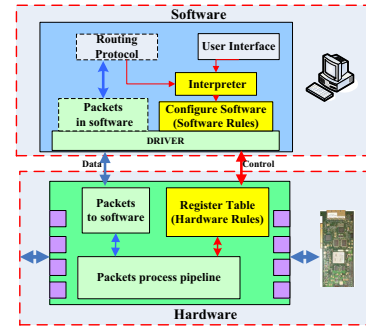 Software
Routing
Protocol
User Interface
Interpreter
Packets
in software
Configure Software
(Software Rules)
DRIVER
Data
Control
Packets
to software
Register Table
(Hardware Rules)
Packets process pipeline
Hardware